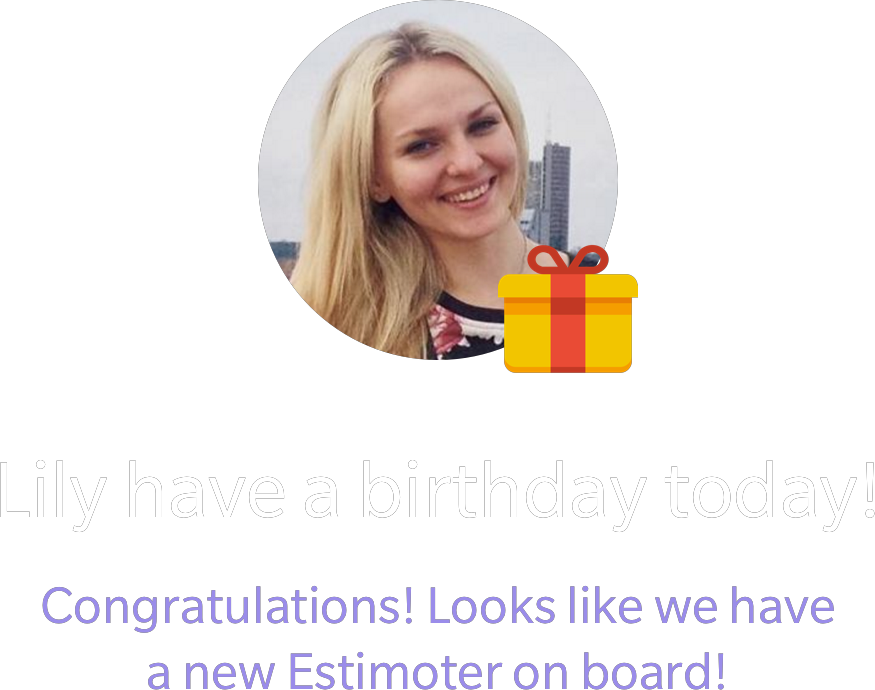 Lily have a birthday today!
Congratulations! Looks like we have
a new Estimoter on board!